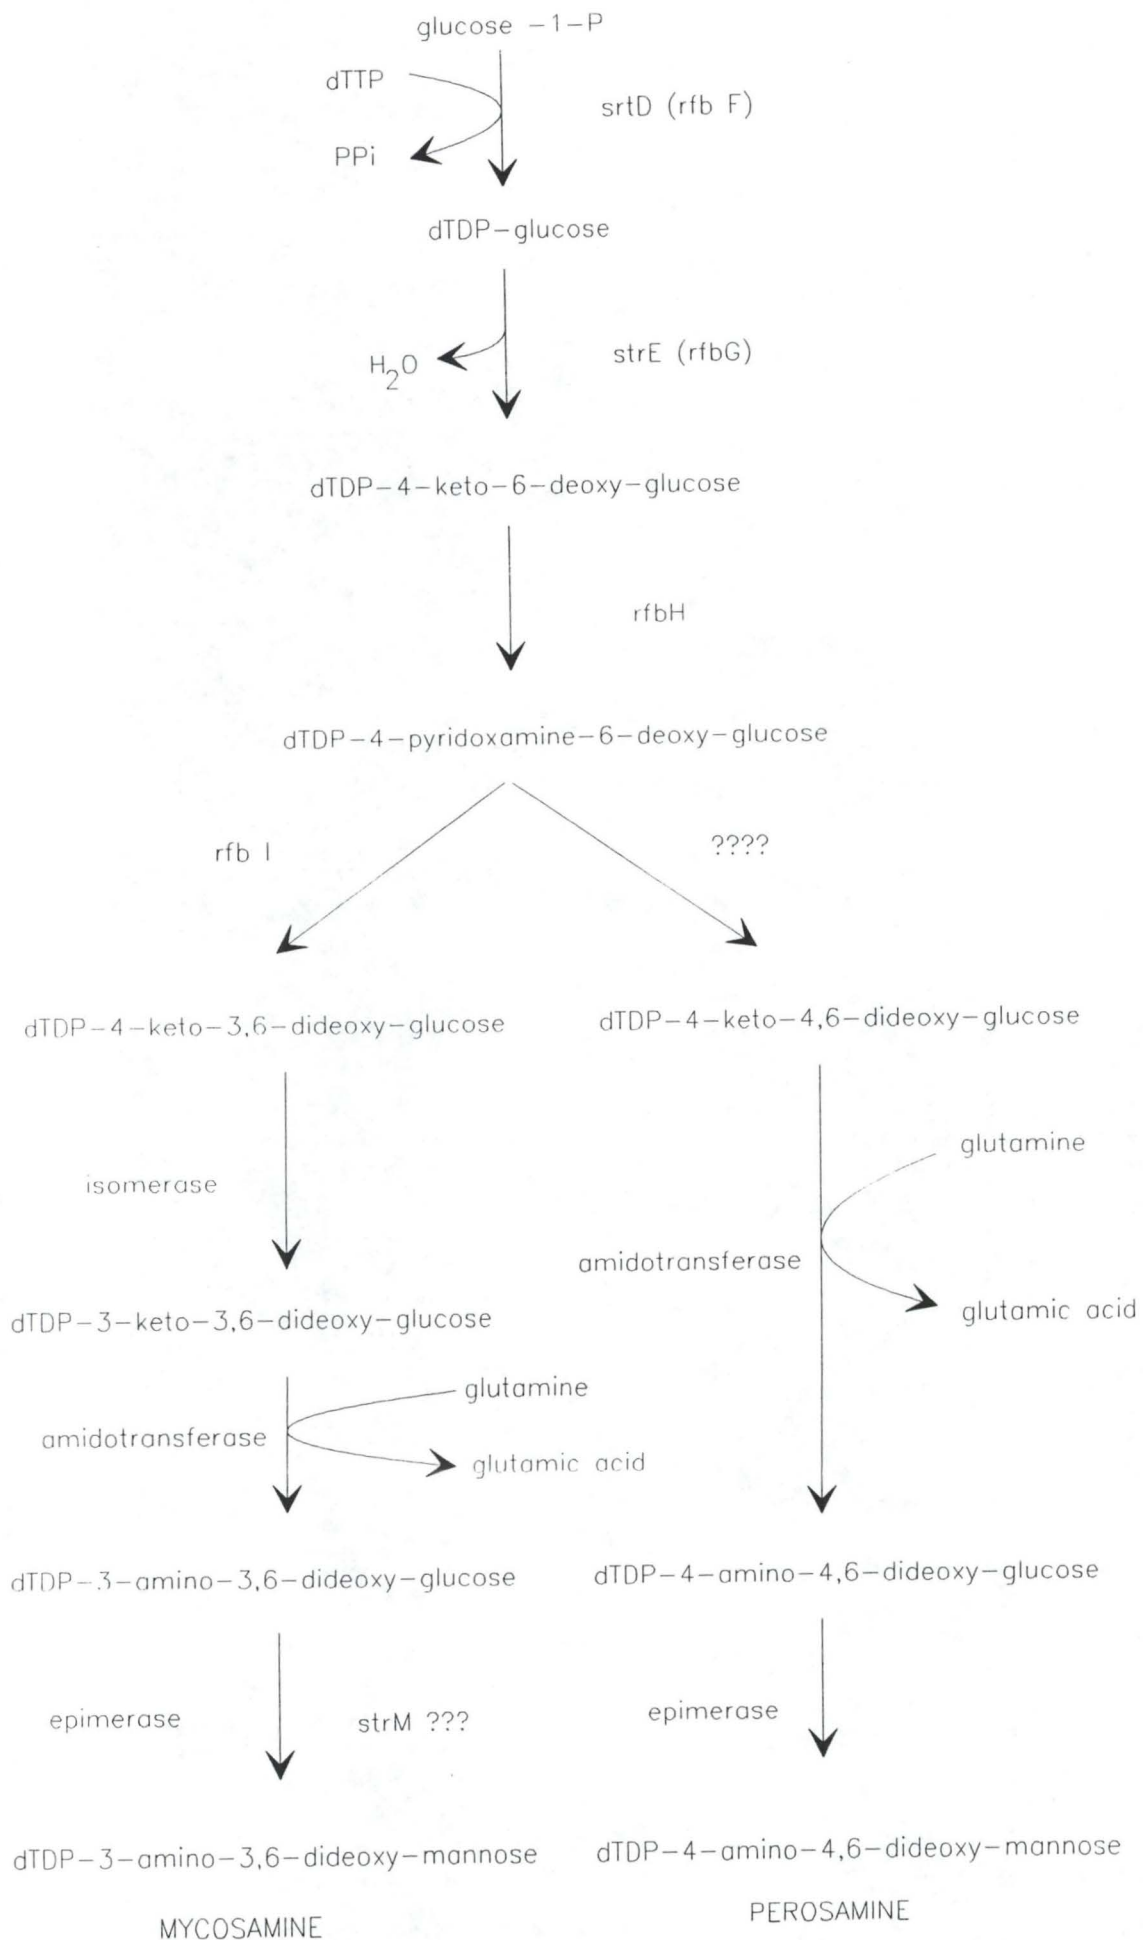 glucose -1-P
dTTP
srtD (rfb F)
PPi
dTDP-glucose
strE (rfbG)
H2O
dTDP-4-keto-6-deoxy-glucose
rfbH
dTDP-4-pyridoxamine-6-deoxy-glucose
rfb I
????
dTDP-4-keto-3,6-dideoxy-glucose
dTDP-4-keto-4,6-dideoxy-glucose
glutamine
isomerase
amidotransferase
glutamic acid
dTDP-3-keto-3,6-dideoxy-glucose
glutamine
amidotransferase
glutamic acid
dTDP-3-amino-3,6-dideoxy-glucose
dTDP-4-amino-4,6-dideoxy-glucose
epimerase
strM ???
epimerase
dTDP-3-amino-3,6-dideoxy-mannose
dTDP-4-amino-4,6-dideoxy-mannose
MYCOSAMINE
PEROSAMINE